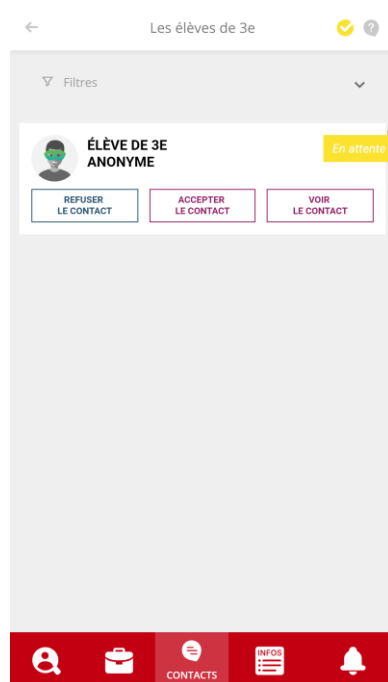 Les élèves de 3e
Filtres
ÉLÈVE DE 3E
ANONYME
En attente
REFUSER
LE CONTACT
ACCEPTER
LE CONTACT
VOIR
LE CONTACT
INFOS
CONTACTS